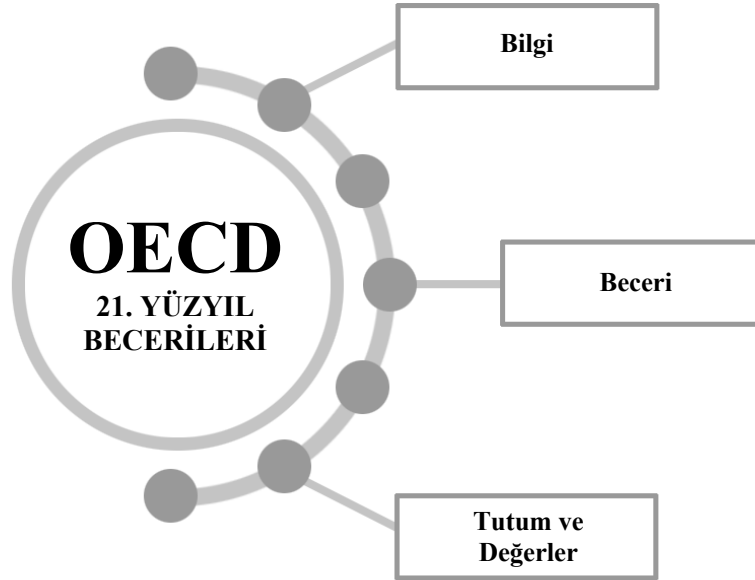 Bilgi
OECD
21. YÜZYIL
BECERİLERİ
Beceri
Tutum ve
Değerler